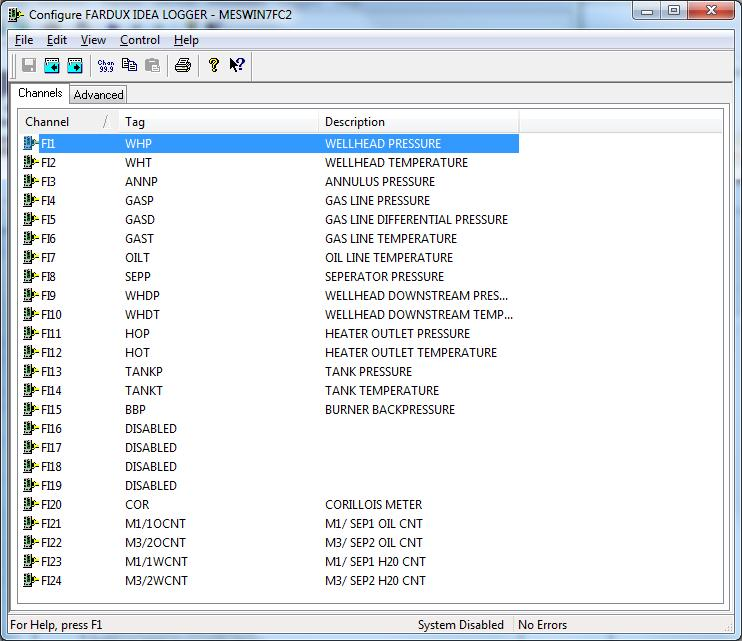 Configure FARDUX IDEA LOGGER - MESWIN7FC2
File Edit View Control Help
Chan 99.9
Channels Advanced
Channel / Tag Description
FI1 WHP WELLHEAD PRESSURE
FI2 WHT WELLHEAD TEMPERATURE
FI3 ANNP ANNULUS PRESSURE
FI4 GASP GAS LINE PRESSURE
FI5 GASD GAS LINE DIFFERENTIAL PRESSURE
FI6 GAST GAS LINE TEMPERATURE
FI7 OILT OIL LINE TEMPERATURE
FI8 SEPP SEPERATOR PRESSURE
FI9 WHDP WELLHEAD DOWNSTREAM PRES...
FI10 WHDT WELLHEAD DOWNSTREAM TEMP...
FI11 HOP HEATER OUTLET PRESSURE
FI12 HOT HEATER OUTLET TEMPERATURE
FI13 TANKP TANK PRESSURE
FI14 TANKT TANK TEMPERATURE
FI15 BBP BURNER BACKPRESSURE
FI16 DISABLED
FI17 DISABLED
FI18 DISABLED
FI19 DISABLED
FI20 COR CORILLOIS METER
FI21 M1/1OCNT M1/ SEP1 OIL CNT
FI22 M3/2OCNT M3/ SEP2 OIL CNT
FI23 M1/1WCNT M1/ SEP1 H20 CNT
FI24 M3/2WCNT M3/ SEP2 H20 CNT
For Help, press F1 System Disabled No Errors